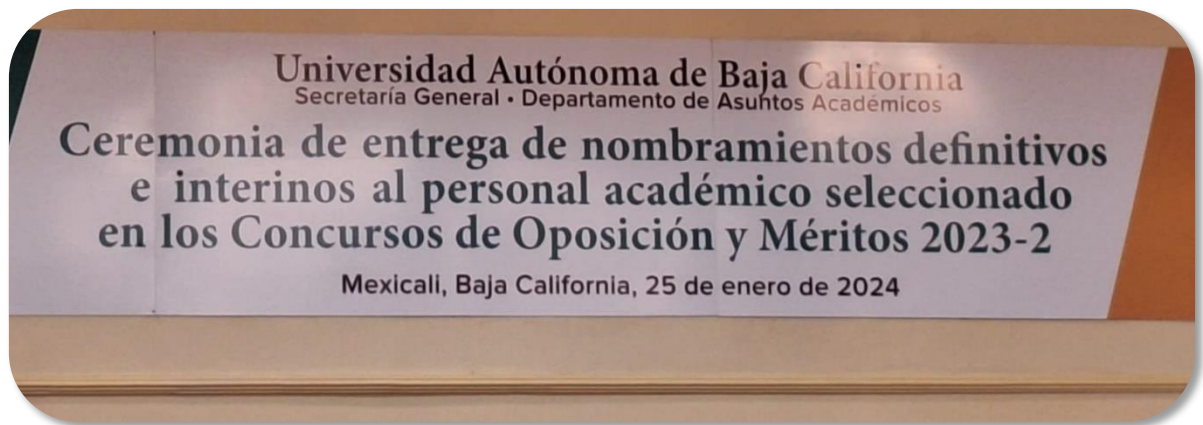 Universidad Autónoma de Baja California
Secretaría General • Departamento de Asuntos Académicos
Ceremonia de entrega de nombramientos definitivos
e interinos al personal académico seleccionado
en los Concursos de Oposición y Méritos 2023-2
Mexicali, Baja California, 25 de enero de 2024